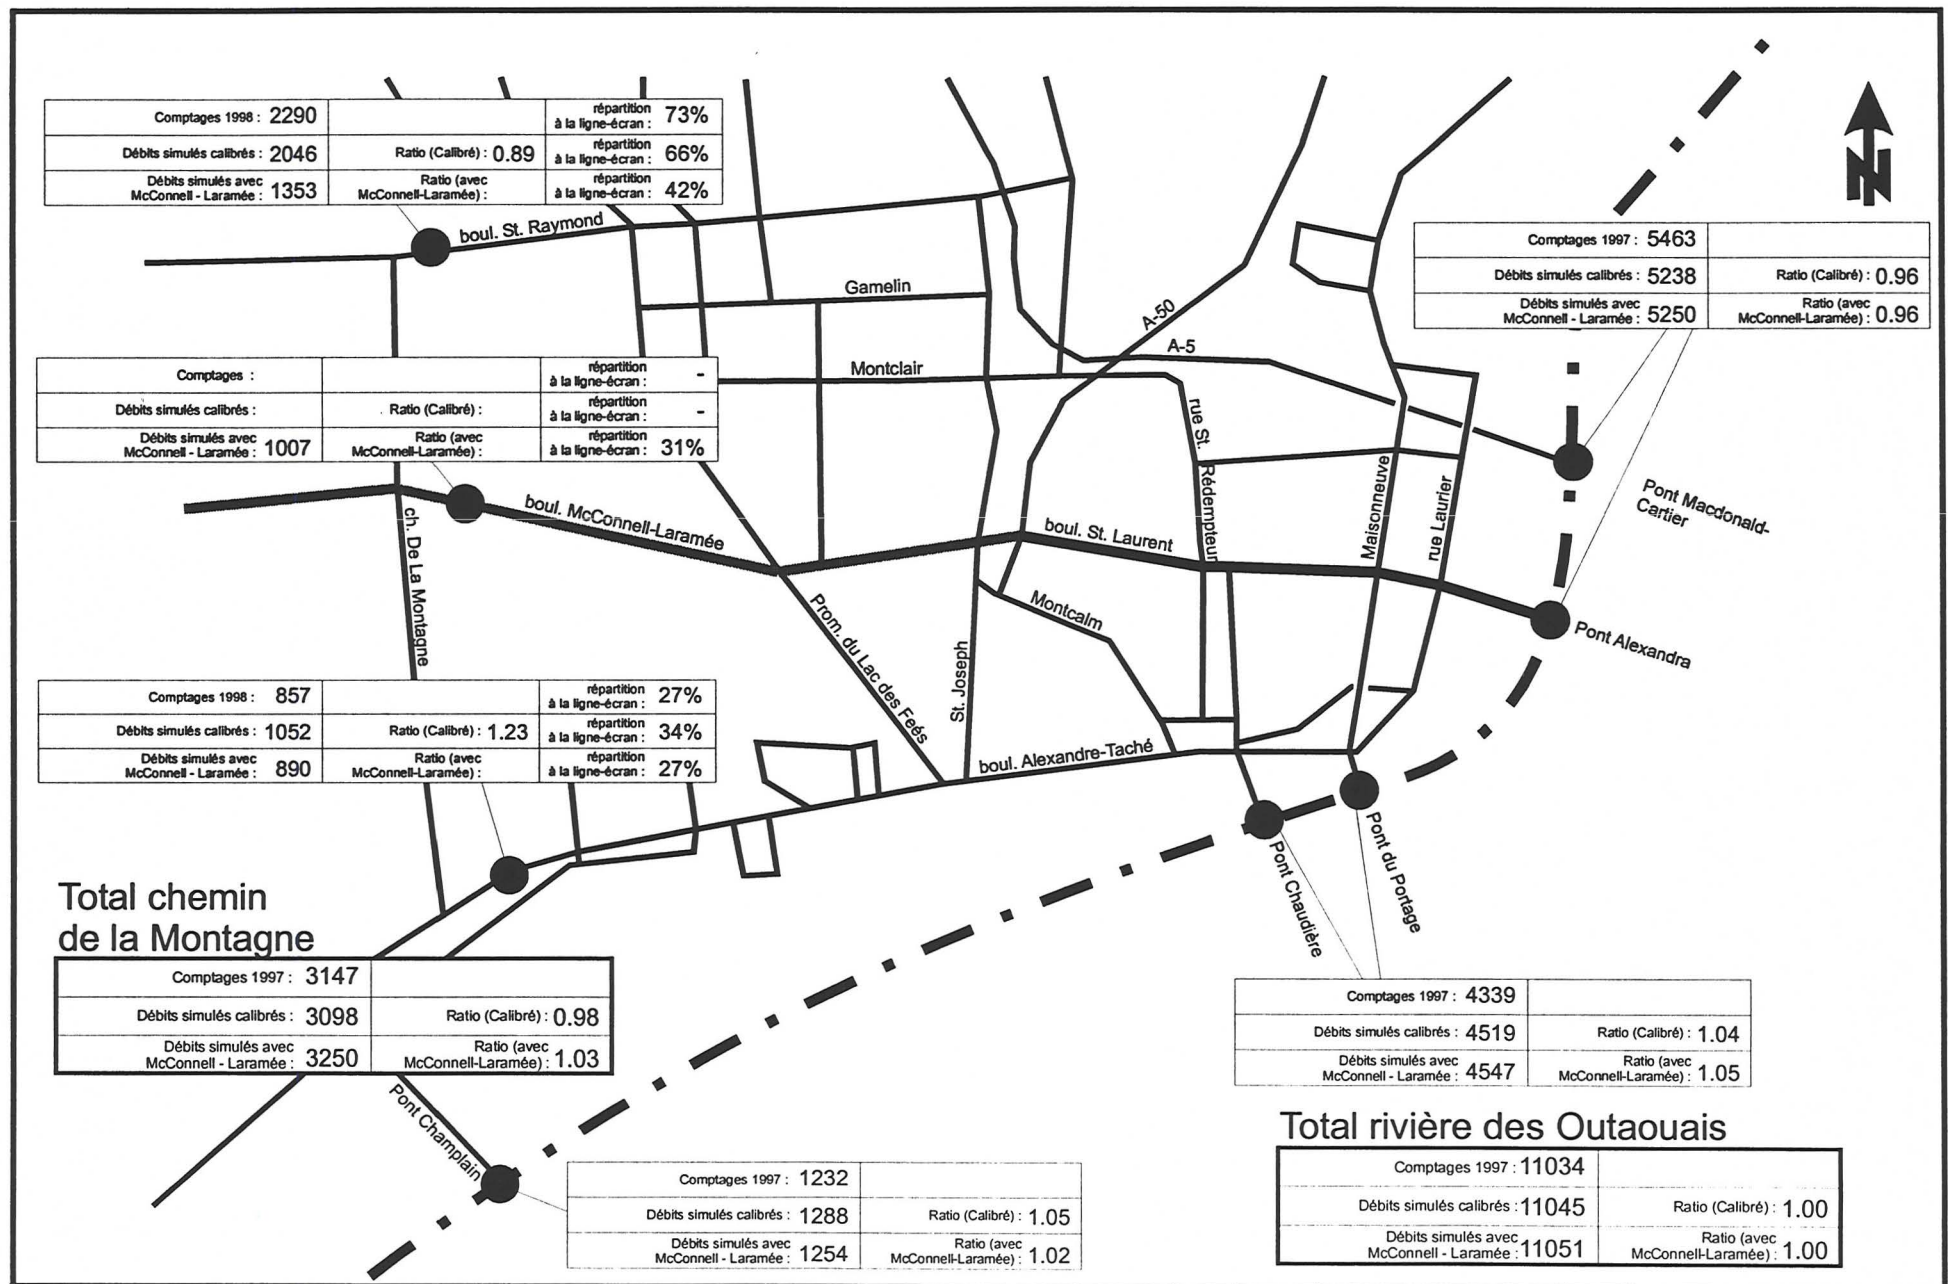 Comptages 1998 : 2290 répartition à la ligne-écran : 73%
Débits simulés calibrés : 2046 Ratio (Calibré) : 0.89 répartition à la ligne-écran : 66%
Débits simulés avec McConnell - Laramée : 1353 Ratio (avec McConnell-Laramée) : répartition à la ligne-écran : 42%
boul. St. Raymond
N
Comptages 1997 : 5463
Débits simulés calibrés : 5238 Ratio (Calibré) : 0.96
Débits simulés avec McConnell - Laramée : 5250 Ratio (avec McConnell-Laramée) : 0.96
Gamelin
A-50
A-5
Montclair
Comptages : répartition à la ligne-écran : -
Débits simulés calibrés : Ratio (Calibré) : répartition à la ligne-écran : -
Débits simulés avec McConnell - Laramée : 1007 Ratio (avec McConnell-Laramée) : répartition à la ligne-écran : 31%
rue St. Rédempteur
Maisonneuve
rue Laurier
Pont Macdonald-
Cartier
boul. McConnell-Laramée
boul. St. Laurent
ch. De La Montagne
Montcalm
Prom. du Lac des Feés
St. Joseph
Pont Alexandra
Comptages 1998 : 857 répartition à la ligne-écran : 27%
Débits simulés calibrés : 1052 Ratio (Calibré) : 1.23 répartition à la ligne-écran : 34%
Débits simulés avec McConnell - Laramée : 890 Ratio (avec McConnell-Laramée) : répartition à la ligne-écran : 27%
boul. Alexandre-Taché
Pont Chaudière
Pont du Portage
Total chemin
de la Montagne
Comptages 1997 : 3147
Débits simulés calibrés : 3098 Ratio (Calibré) : 0.98
Débits simulés avec McConnell - Laramée : 3250 Ratio (avec McConnell-Laramée) : 1.03
Comptages 1997 : 4339
Débits simulés calibrés : 4519 Ratio (Calibré) : 1.04
Débits simulés avec McConnell - Laramée : 4547 Ratio (avec McConnell-Laramée) : 1.05
Pont Champlain
Comptages 1997 : 1232
Débits simulés calibrés : 1288 Ratio (Calibré) : 1.05
Débits simulés avec McConnell - Laramée : 1254 Ratio (avec McConnell-Laramée) : 1.02
Total rivière des Outaouais
Comptages 1997 : 11034
Débits simulés calibrés : 11045 Ratio (Calibré) : 1.00
Débits simulés avec McConnell - Laramée : 11051 Ratio (avec McConnell-Laramée) : 1.00